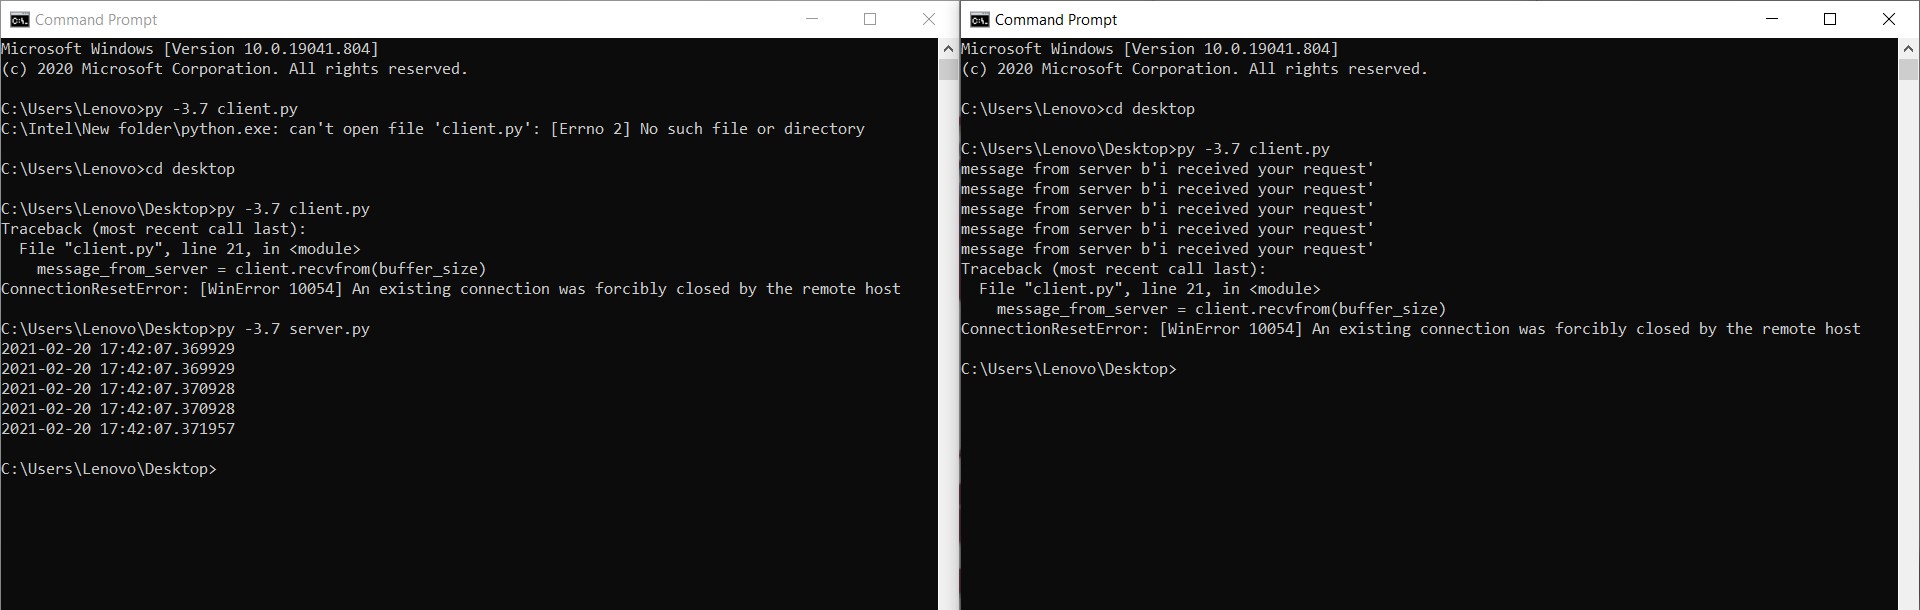 Command Prompt
Microsoft Windows [Version 10.0.19041.804]
(c) 2020 Microsoft Corporation. All rights reserved.
C:\Users\Lenovo>py -3.7 client.py
C:\Intel\New folder\python.exe: can't open file 'client.py': [Errno 2] No such file or directory
C:\Users\Lenovo>cd desktop
C:\Users\Lenovo\Desktop>py -3.7 client.py
Traceback (most recent call last):
  File "client.py", line 21, in <module>
    message_from_server = client.recvfrom(buffer_size)
ConnectionResetError: [WinError 10054] An existing connection was forcibly closed by the remote host
C:\Users\Lenovo\Desktop>py -3.7 server.py
2021-02-20 17:42:07.369929
2021-02-20 17:42:07.369929
2021-02-20 17:42:07.370928
2021-02-20 17:42:07.370928
2021-02-20 17:42:07.371957
C:\Users\Lenovo\Desktop>
Command Prompt
Microsoft Windows [Version 10.0.19041.804]
(c) 2020 Microsoft Corporation. All rights reserved.
C:\Users\Lenovo>cd desktop
C:\Users\Lenovo\Desktop>py -3.7 client.py
message from server b'i received your request'
message from server b'i received your request'
message from server b'i received your request'
message from server b'i received your request'
message from server b'i received your request'
Traceback (most recent call last):
  File "client.py", line 21, in <module>
    message_from_server = client.recvfrom(buffer_size)
ConnectionResetError: [WinError 10054] An existing connection was forcibly closed by the remote host
C:\Users\Lenovo\Desktop>